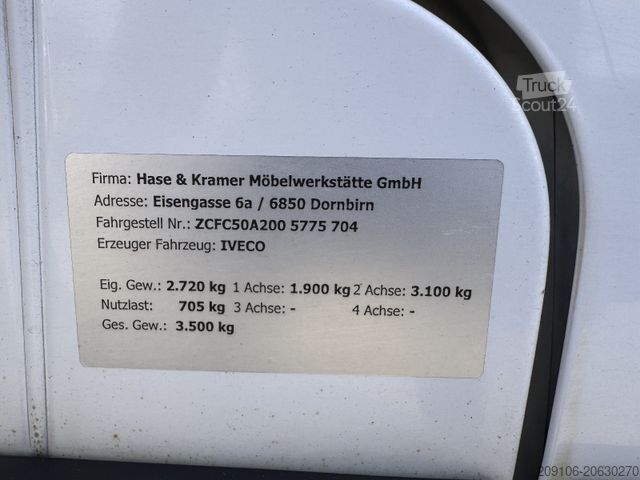 Truck
Scout24
Firma: Hase & Kramer Möbelwerkstätte GmbH
Adresse: Eisengasse 6a / 6850 Dornbirn
Fahrgestell Nr.: ZCFC50A200 5775 704
Erzeuger Fahrzeug: IVECO
Eig. Gew.: 2.720 kg 1 Achse: 1.900 kg 2 Achse: 3.100 kg
Nutzlast: 705 kg 3 Achse: - 4 Achse: -
Ges. Gew.: 3.500 kg
209106-20630270